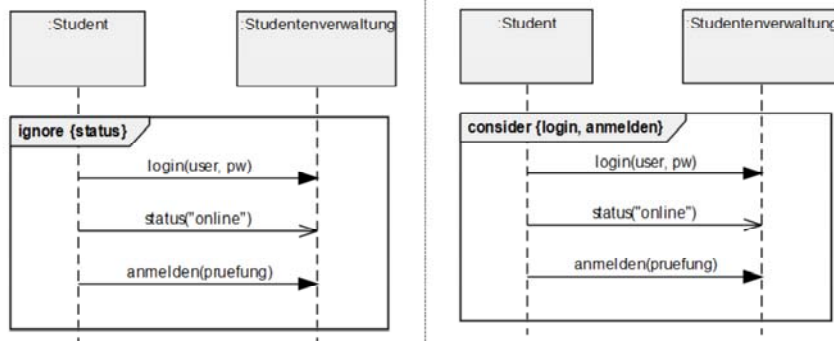 :Student
:Studentenverwaltung
ignore {status}
login(user, pw)
status("online")
anmelden(pruefung)
:Student
:Studentenverwaltung
consider {login, anmelden}
login(user, pw)
status("online")
anmelden(pruefung)